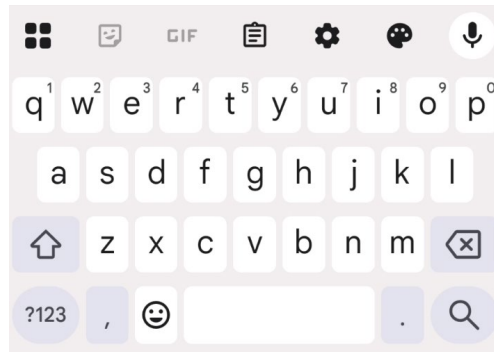 GIF
q1 w2 e3 r4 t5 y6 u7 i8 o9 p0
a s d f g h j k l
z x c v b n m
?123 , .